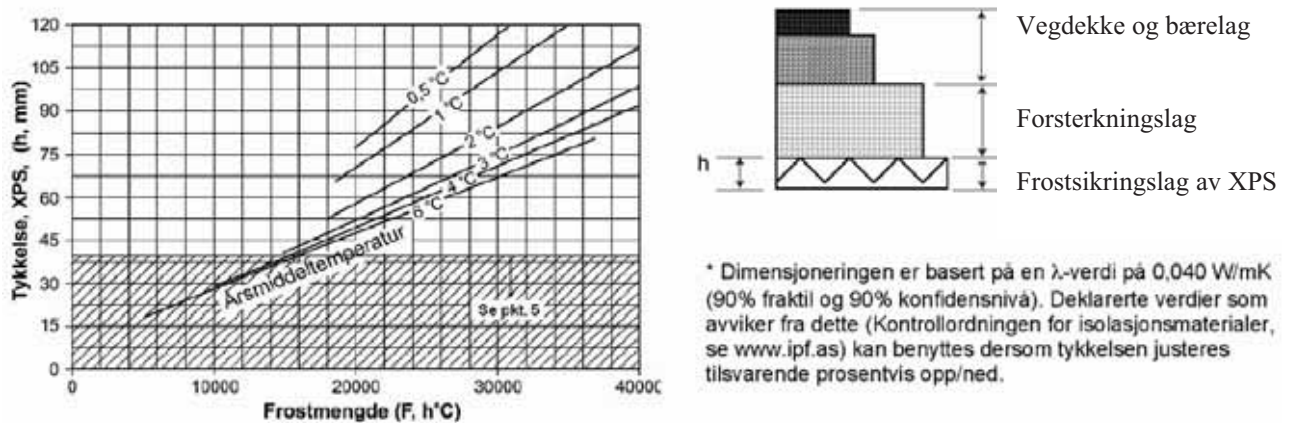 Tykkelse, XPS, (h, mm)
120
105
90
75
60
45
30
15
0
0,5 °C
1 °C
2 °C
3 °C
4 °C
6 °C
Årsmiddeltemperatur
Se pkt. 5
0
10000
20000
30000
40000
Frostmengde (F, h°C)
Vegdekke og bærelag
Forsterkningslag
h
Frostsikringslag av XPS
* Dimensjoneringen er basert på en λ-verdi på 0,040 W/mK
(90% fraktil og 90% konfidensnivå). Deklarerte verdier som
avviker fra dette (Kontrollordningen for isolasjonsmaterialer,
se www.ipf.as) kan benyttes dersom tykkelsen justeres
tilsvarende prosentvis opp/ned.